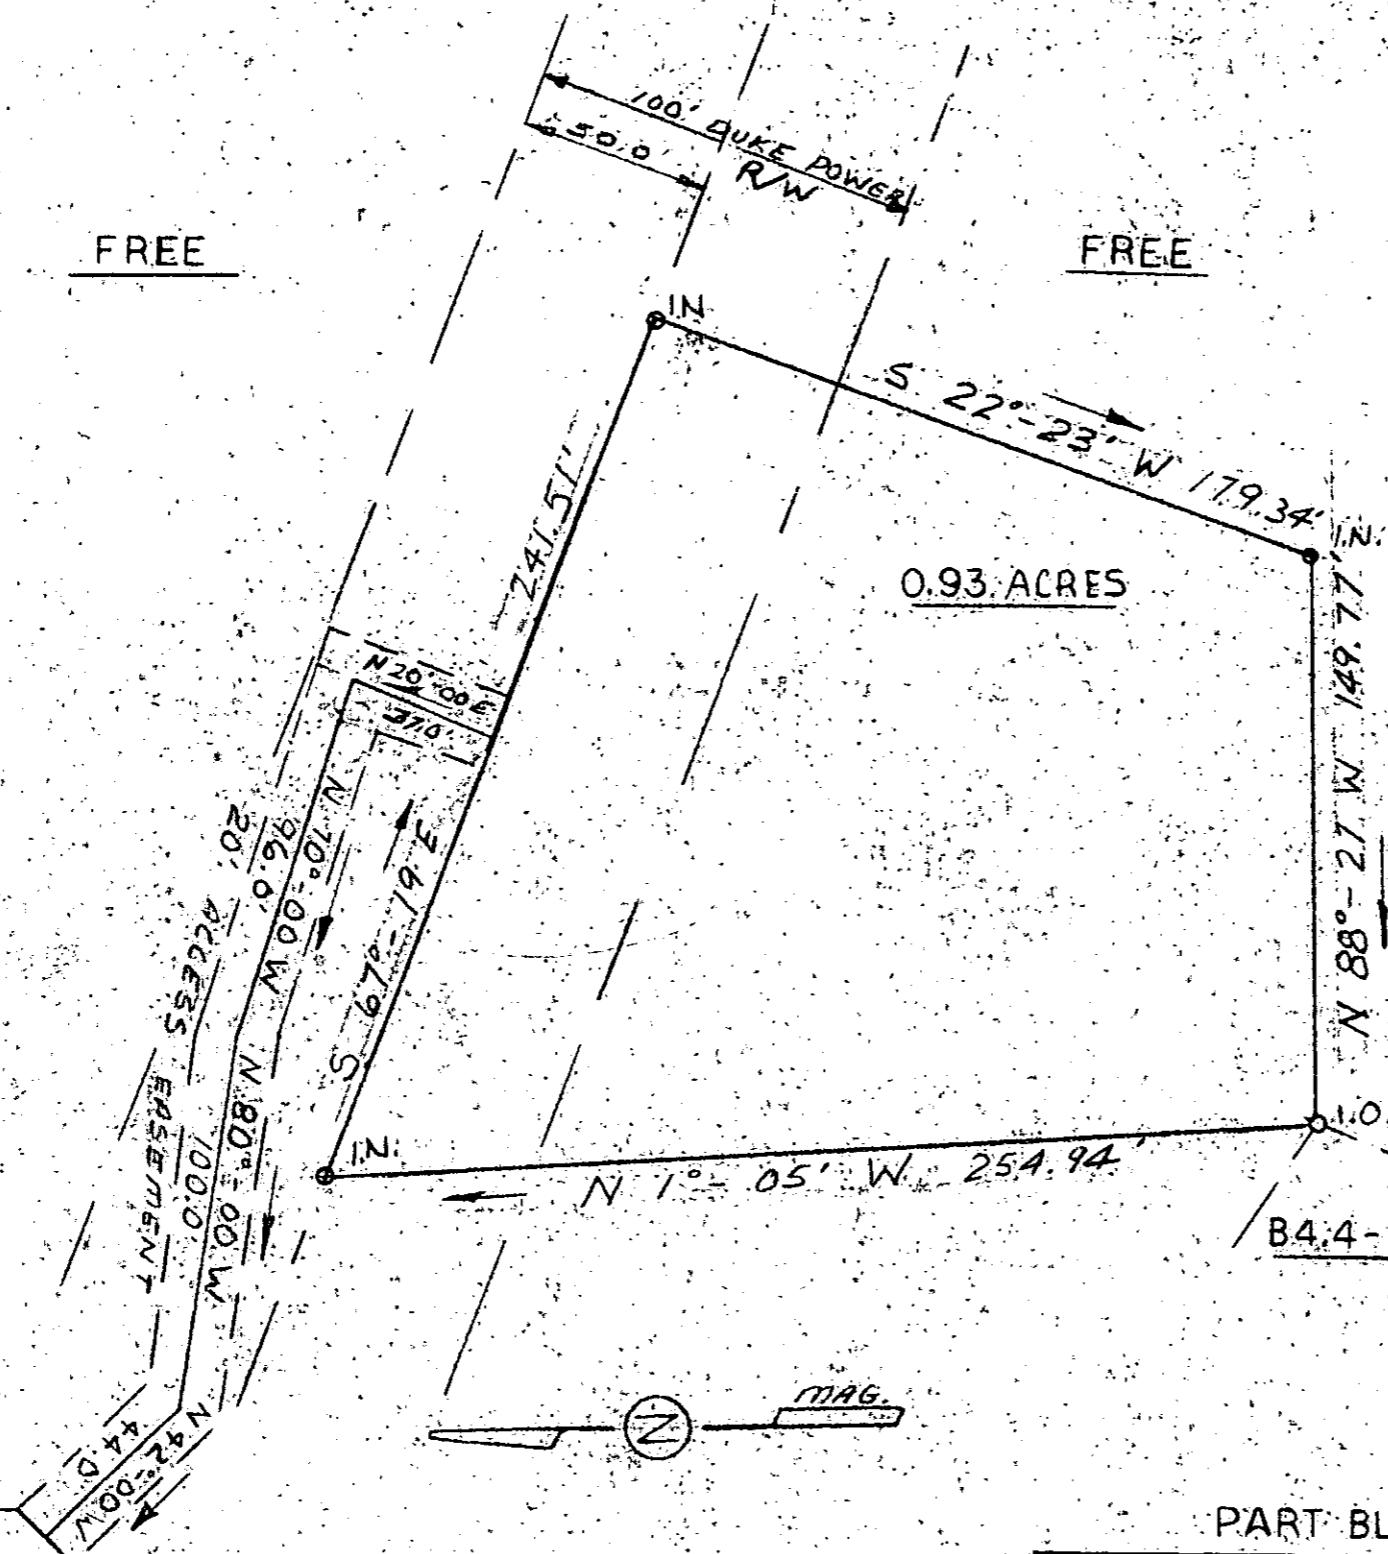 100' DUKE POWER
R/W
50.0'
FREE
FREE
I.N
S 22°-23' W 179.34'
I.N.
241.51'
0.93 ACRES
N 88°-27' W 149.77'
N 20°00 E
37.0'
S 67°-19' E
N 70°-00 W
96.0'
20' ACCESS EASEMENT
N 80°-00 W
100.0'
I.N.
N 1°-05' W 254.94'
I.O.
B4.4-
MAG.
N
N 42°-00 W
44.0'
PART BL